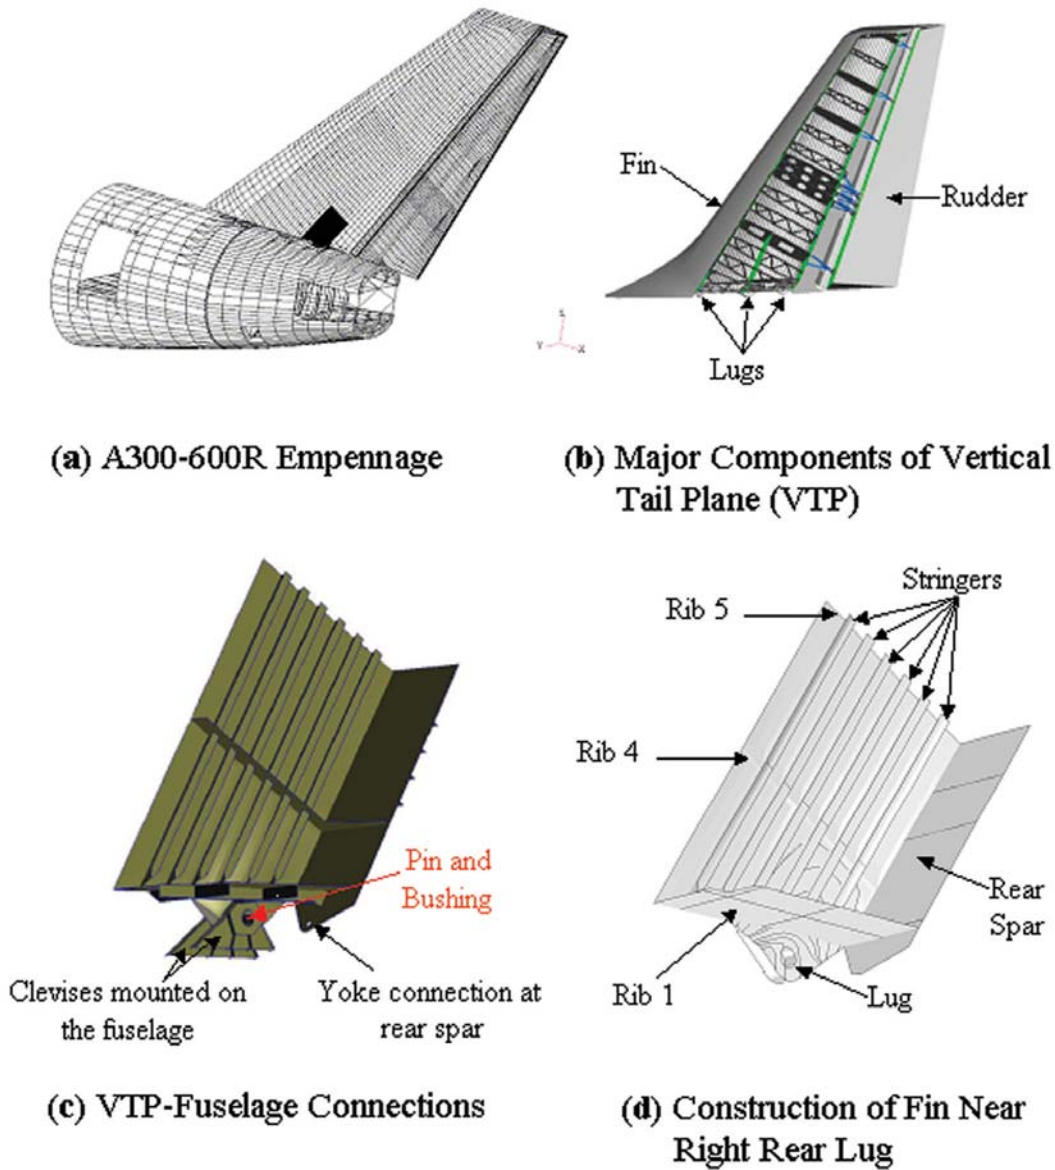 Fin
Rudder
Lugs
(a) A300-600R Empennage
(b) Major Components of Vertical
Tail Plane (VTP)
Pin and
Bushing
Clevises mounted on
the fuselage
Yoke connection at
rear spar
Stringers
Rib 5
Rib 4
Rear
Spar
Rib 1
Lug
(c) VTP-Fuselage Connections
(d) Construction of Fin Near
Right Rear Lug